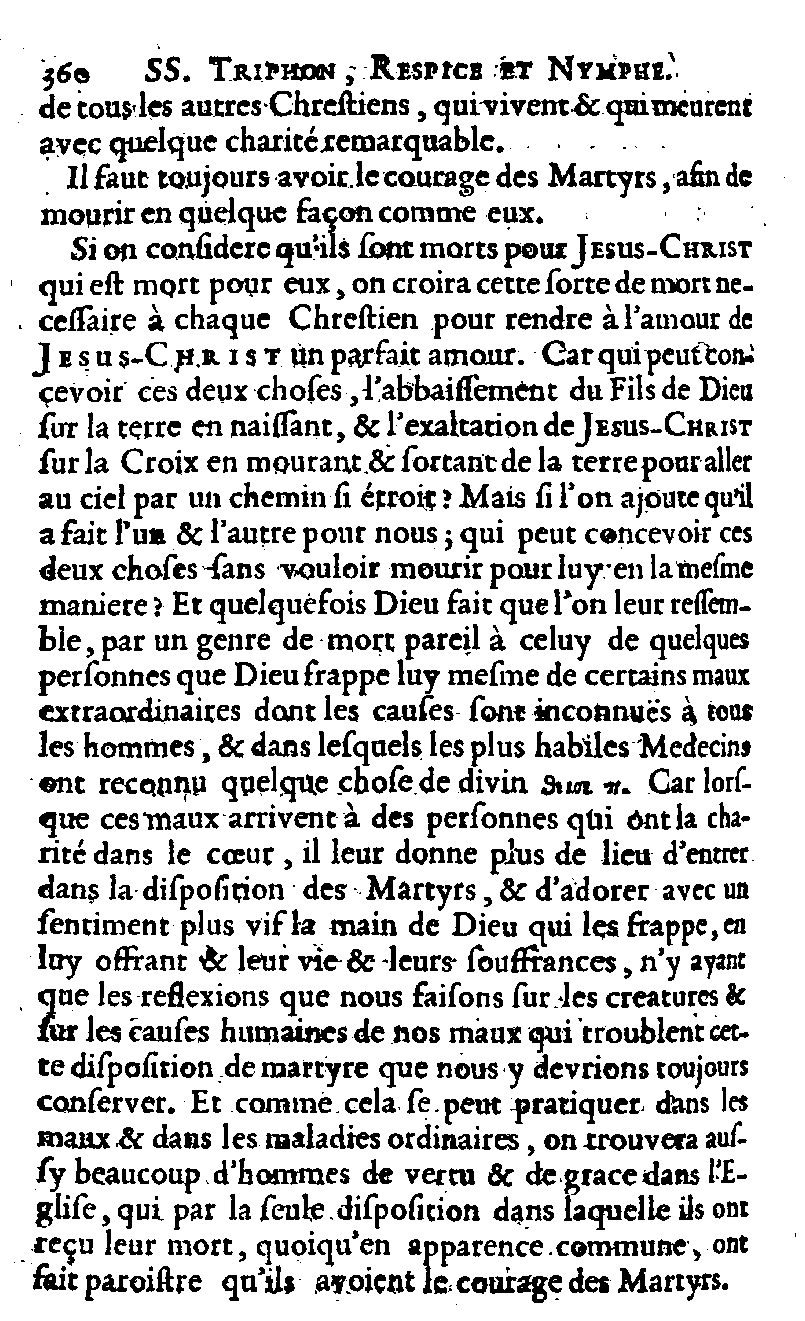 360 SS. TRIPHON, RESPICE ET NYMPHE.
de tous les autres Chreſtiens, qui vivent & qui meurent
avec quelque charité remarquable.
Il faut toujours avoir le courage des Martyrs, afin de
mourir en quelque façon comme eux.
Si on conſidere qu'ils ſont morts pour JESUS-CHRIST
qui eſt mort pour eux, on croira cette ſorte de mort ne-
ceſſaire à chaque Chreſtien pour rendre à l'amour de
JESUS-CHRIST un parfait amour. Car qui peut con-
cevoir ces deux choſes, l'abbaiſſement du Fils de Dieu
ſur la terre en naiſſant, & l'exaltation de JESUS-CHRIST
ſur la Croix en mourant & ſortant de la terre pour aller
au ciel par un chemin ſi étroit? Mais ſi l'on ajoute qu'il
a fait l'un & l'autre pour nous; qui peut concevoir ces
deux choſes ſans vouloir mourir pour luy en la meſme
maniere? Et quelquefois Dieu fait que l'on leur reſſem-
ble, par un genre de mort pareil à celuy de quelques
perſonnes que Dieu frappe luy meſme de certains maux
extraordinaires dont les cauſes ſont inconnuës à tous
les hommes, & dans leſquels les plus habiles Medecins
ont reconnu quelque choſe de divin Car lorſ-
que ces maux arrivent à des perſonnes qui ont la cha-
rité dans le cœur, il leur donne plus de lieu d'entrer
dans la diſpoſition des Martyrs, & d'adorer avec un
ſentiment plus vif la main de Dieu qui les frappe, en
luy offrant & leur vie & leurs ſouffrances, n'y ayant
que les reflexions que nous faiſons ſur les creatures &
ſur les cauſes humaines de nos maux qui troublent cet-
te diſpoſition de martyre que nous y devrions toujours
conſerver. Et comme cela ſe peut pratiquer dans les
maux & dans les maladies ordinaires, on trouvera auſ-
ſy beaucoup d'hommes de vertu & de grace dans l'E-
gliſe, qui par la ſeule diſpoſition dans laquelle ils ont
reçu leur mort, quoiqu'en apparence commune, ont
fait paroiſtre qu'ils avoient le courage des Martyrs.